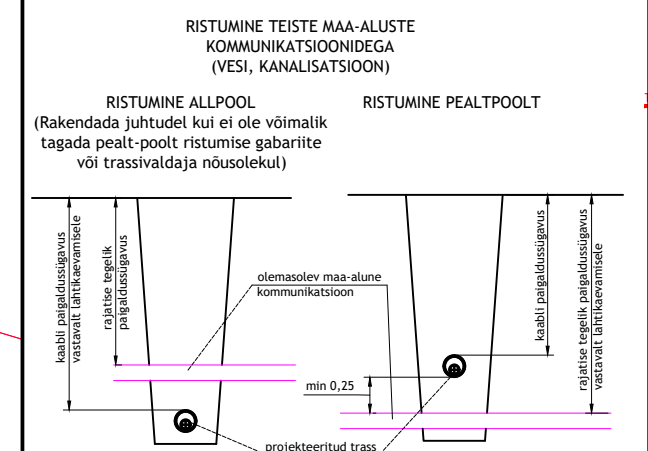 RISTUMINE TEISTE MAA-ALUSTE
KOMMUNIKATSIOONIDEGA
(VESI, KANALISATSIOON)
RISTUMINE ALLPOOL
(Rakendada juhtudel kui ei ole võimalik
tagada pealt-poolt ristumise gabariite
või trassivaldaja nõusolekul)
RISTUMINE PEALTPOOLT
kaabli paigaldussügavus
vastavalt lahtikaevamisele
rajatise tegelik
paigaldussügavus
olemasolev maa-alune
kommunikatsioon
kaabli paigaldussügavus
rajatise tegelik paigaldussügavus
vastavalt lahtikaevamisele
min 0,25
projekteeritud trass